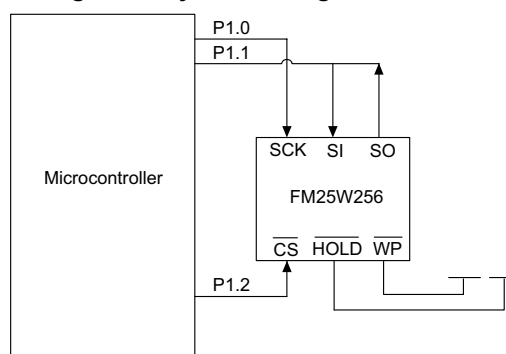 P1.0
P1.1
SCK SI SO
Microcontroller
FM25W256
CS HOLD WP
P1.2